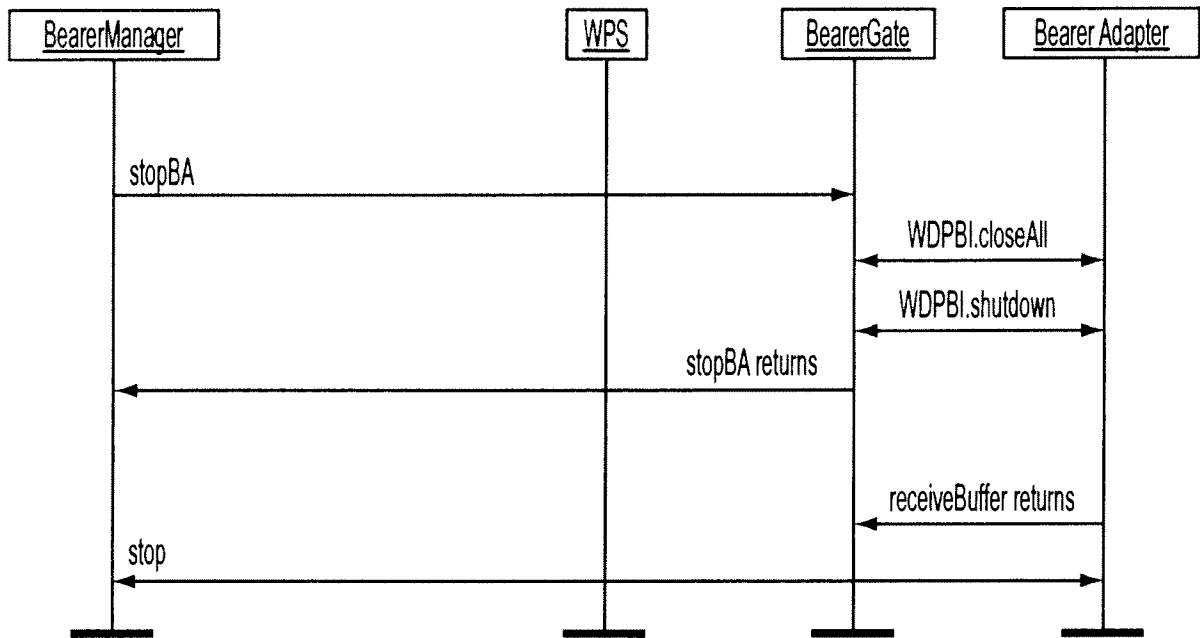 BearerManager
WPS
BearerGate
Bearer Adapter
stopBA
WDPBI.closeAll
WDPBI.shutdown
stopBA returns
receiveBuffer returns
stop